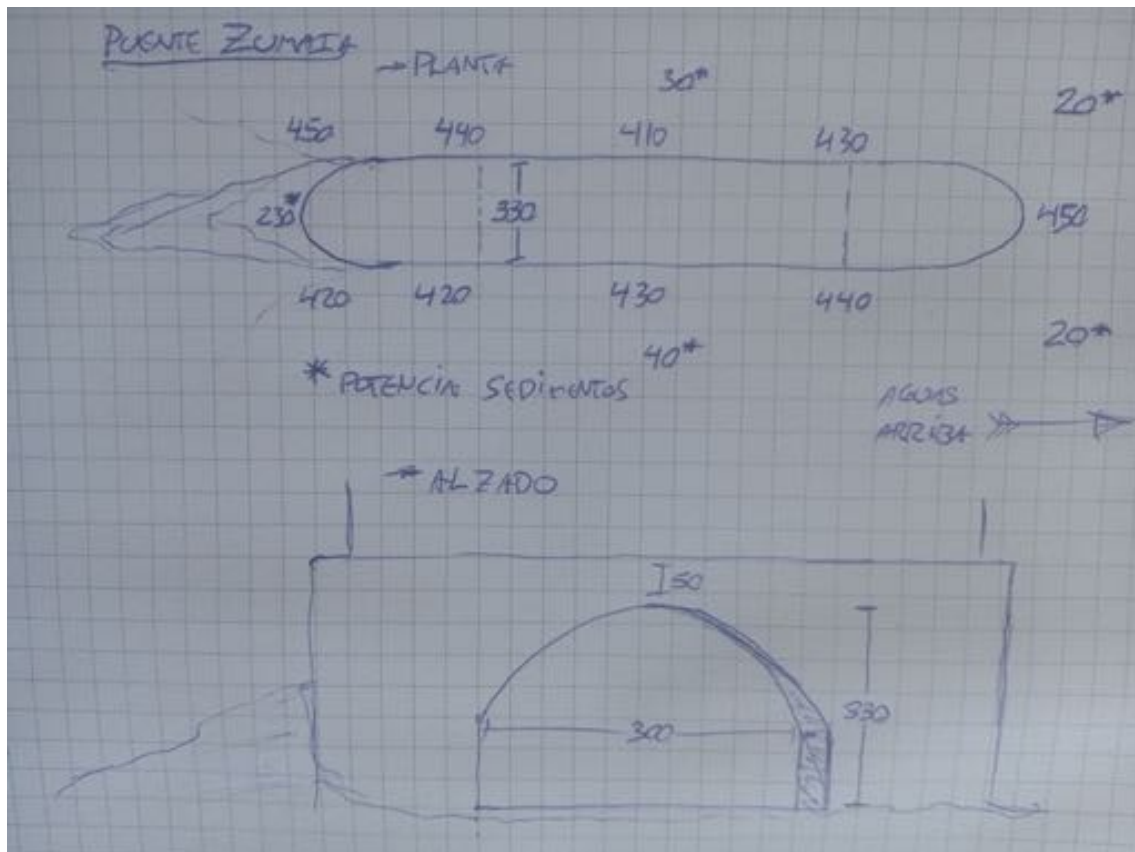 PUENTE ZUMAIA
→ PLANTA
30*
20*
450 440 410 430
230* 330 450
420 420 430 440
40* 20*
* POTENCIA SEDIMENTOS
AGUAS
ARRIBA
→ ALZADO
50
300 330